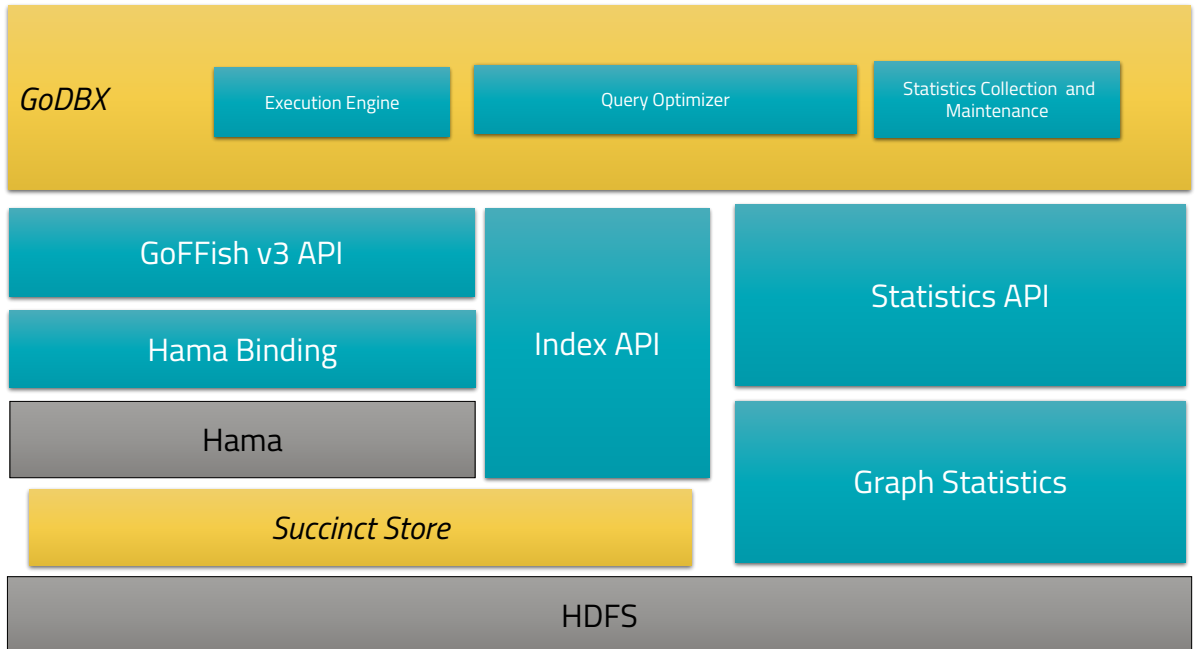 GoDBX
Execution Engine
Query Optimizer
Statistics Collection and
Maintenance
GoFFish v3 API
Hama Binding
Hama
Index API
Statistics API
Graph Statistics
Succinct Store
HDFS